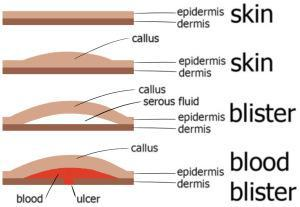 epidermis
dermis
skin
callus
epidermis
dermis
skin
callus
serous fluid
epidermis
dermis
blister
callus
epidermis
dermis
blood
blister
blood
ulcer